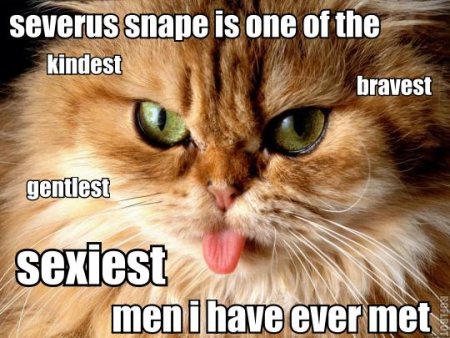 severus snape is one of the
kindest
bravest
gentlest
sexiest
men i have ever met